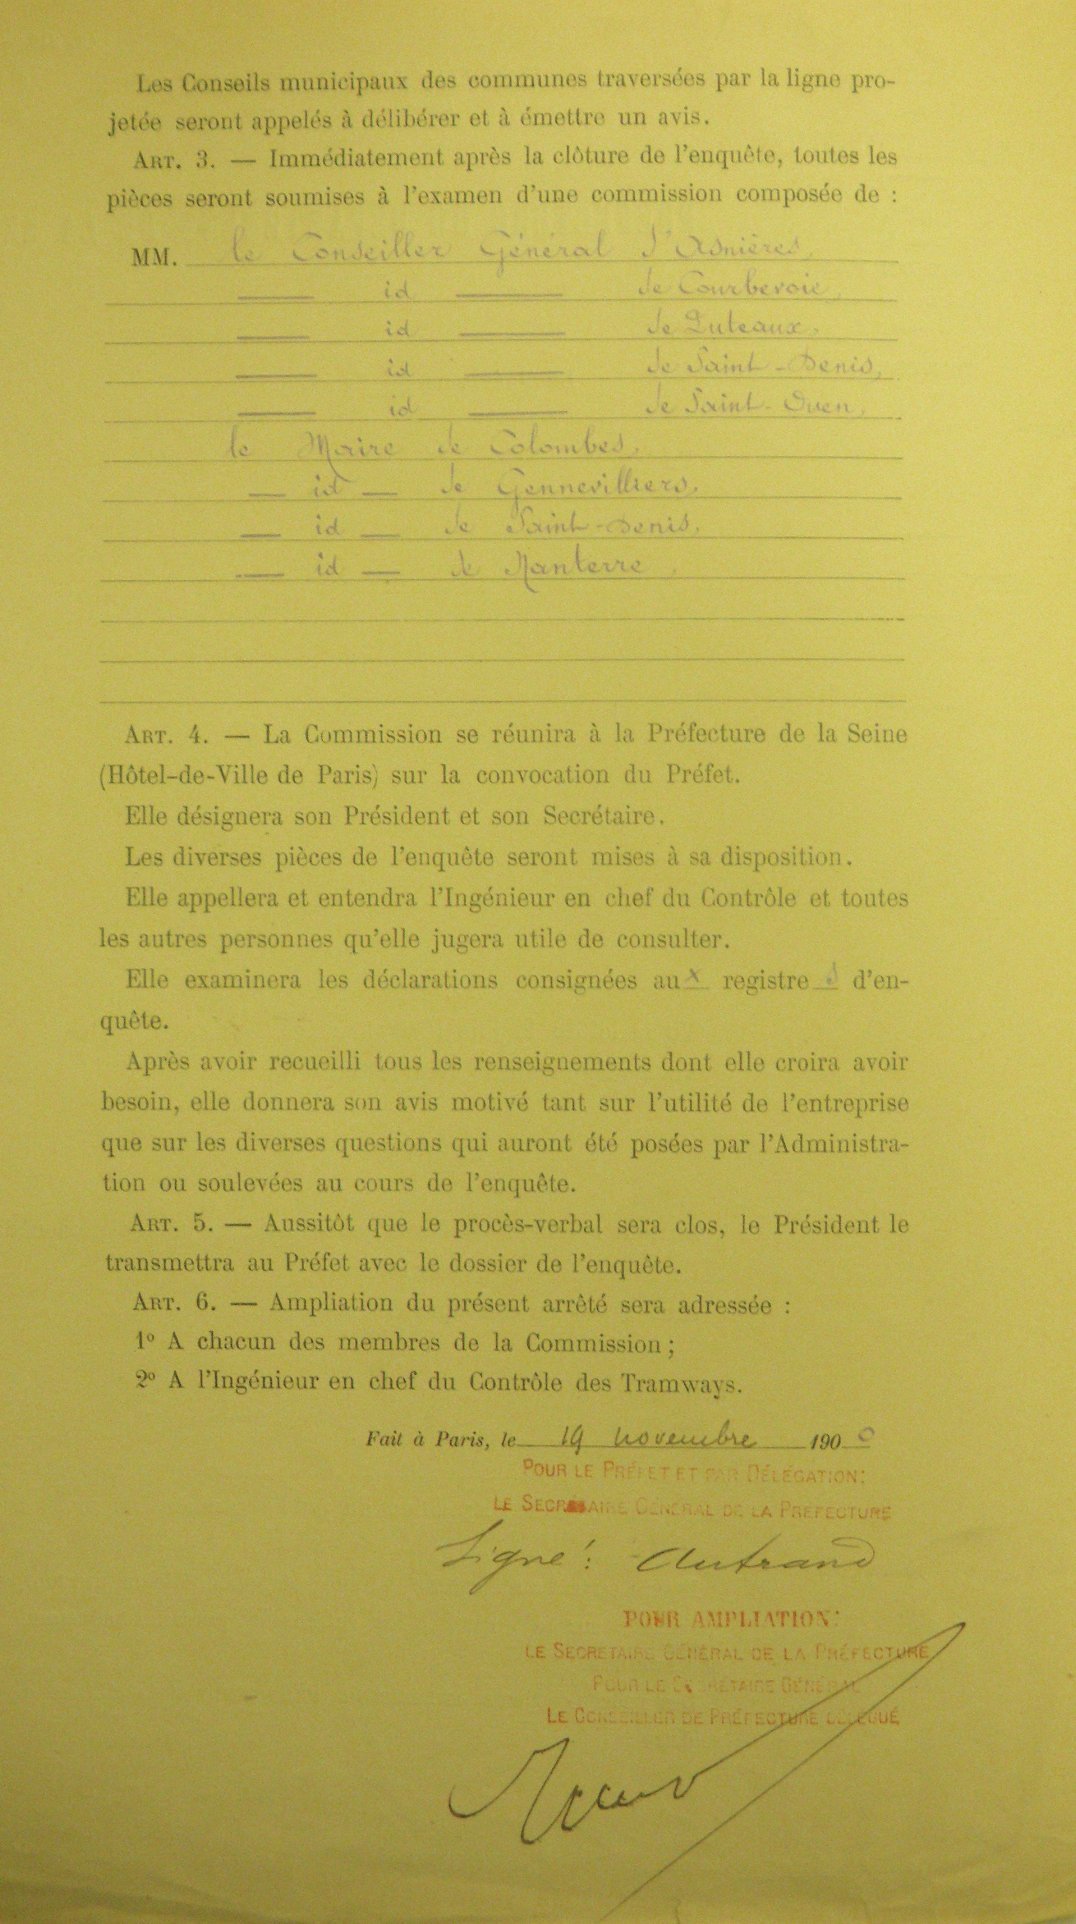 Les Conseils municipaux des communes traversées par la ligne pro-
jetée seront appelés à délibérer et à émettre un avis.
ART. 3. — Immédiatement après la clôture de l'enquête, toutes les
pièces seront soumises à l'examen d'une commission composée de :
MM. le Conseiller Général d'Asnières,
— id — de Courbevoie,
— id — de Puteaux,
— id — de Saint-Denis,
— id — de Saint-Ouen,
le Maire de Colombes,
— id — de Gennevilliers,
— id — de Saint-Denis,
— id — de Nanterre.
ART. 4. — La Commission se réunira à la Préfecture de la Seine
(Hôtel-de-Ville de Paris) sur la convocation du Préfet.
Elle désignera son Président et son Secrétaire.
Les diverses pièces de l'enquête seront mises à sa disposition.
Elle appellera et entendra l'Ingénieur en chef du Contrôle et toutes
les autres personnes qu'elle jugera utile de consulter.
Elle examinera les déclarations consignées aux registres d'en-
quête.
Après avoir recueilli tous les renseignements dont elle croira avoir
besoin, elle donnera son avis motivé tant sur l'utilité de l'entreprise
que sur les diverses questions qui auront été posées par l'Administra-
tion ou soulevées au cours de l'enquête.
ART. 5. — Aussitôt que le procès-verbal sera clos, le Président le
transmettra au Préfet avec le dossier de l'enquête.
ART. 6. — Ampliation du présent arrêté sera adressée :
1° A chacun des membres de la Commission ;
2° A l'Ingénieur en chef du Contrôle des Tramways.
Fait à Paris, le 19 novembre 1900
POUR LE PRÉFET ET PAR DÉLÉGATION:
LE SECRÉTAIRE GÉNÉRAL DE LA PRÉFECTURE
Signé : Autrand
POUR AMPLIATION:
LE SECRÉTAIRE GÉNÉRAL DE LA PRÉFECTURE
POUR LE SECRÉTAIRE GÉNÉRAL
LE CONSEILLER DE PRÉFECTURE DÉLÉGUÉ